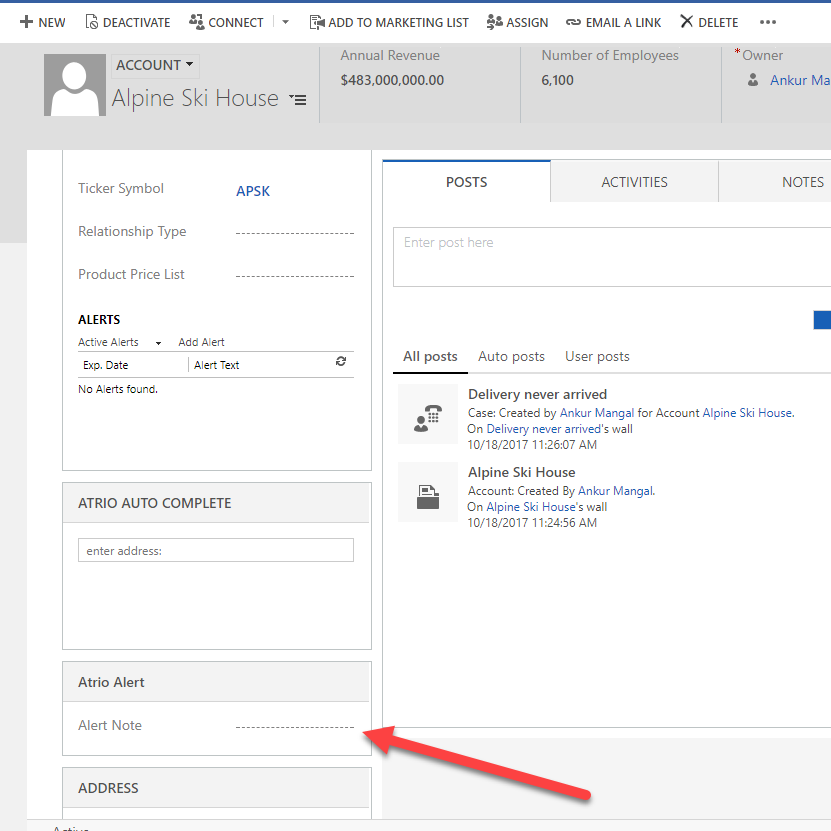 NEW DEACTIVATE CONNECT ADD TO MARKETING LIST ASSIGN EMAIL A LINK DELETE
ACCOUNT
Alpine Ski House
Annual Revenue
$483,000,000.00
Number of Employees
6,100
*Owner
Ankur Ma
Ticker Symbol APSK
Relationship Type
Product Price List
ALERTS
Active Alerts Add Alert
Exp. Date Alert Text
No Alerts found.
ATRIO AUTO COMPLETE
enter address:
Atrio Alert
Alert Note
ADDRESS
Active
POSTS ACTIVITIES NOTES
Enter post here
All posts Auto posts User posts
Delivery never arrived
Case: Created by Ankur Mangal for Account Alpine Ski House.
On Delivery never arrived's wall
10/18/2017 11:26:07 AM
Alpine Ski House
Account: Created By Ankur Mangal.
On Alpine Ski House's wall
10/18/2017 11:24:56 AM